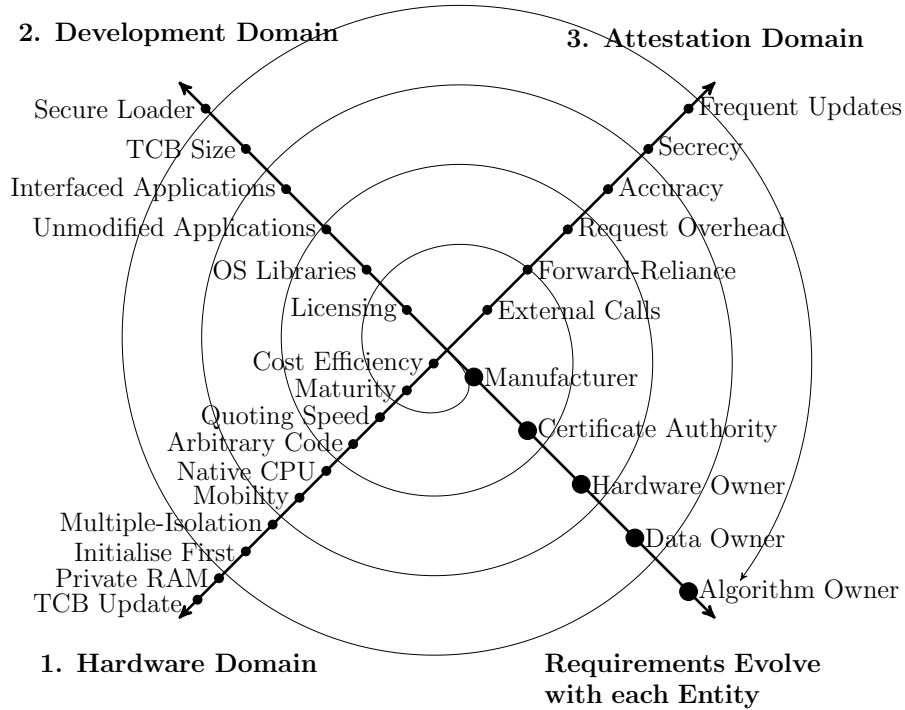 2. Development Domain
3. Attestation Domain
Secure Loader
TCB Size
Interfaced Applications
Unmodified Applications
OS Libraries
Licensing
Frequent Updates
Secrecy
Accuracy
Request Overhead
Forward-Reliance
External Calls
Cost Efficiency
Maturity
Quoting Speed
Arbitrary Code
Native CPU
Mobility
Multiple-Isolation
Initialise First
Private RAM
TCB Update
Manufacturer
Certificate Authority
Hardware Owner
Data Owner
Algorithm Owner
1. Hardware Domain
Requirements Evolve
with each Entity